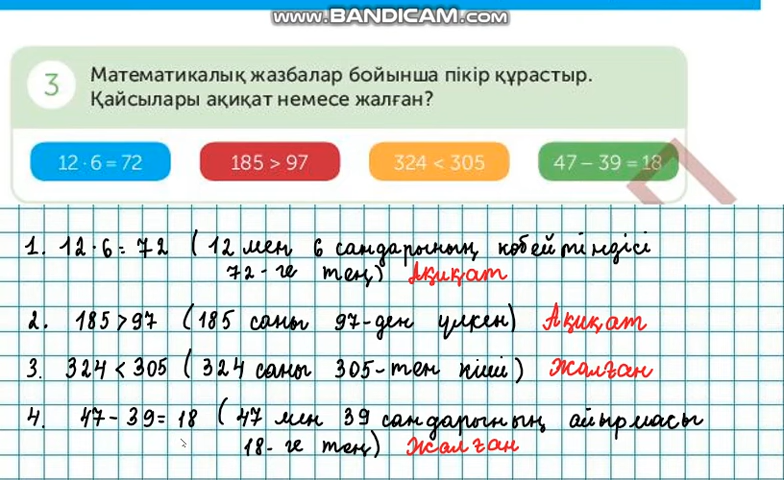 www.BANDICAM.com
3 Математикалық жазбалар бойынша пікір құрастыр.
Қайсылары ақиқат немесе жалған?
12 · 6 = 72 185 > 97 324 < 305 47 – 39 = 18
1. 12·6 = 72 (12 мен 6 сандарының көбейтіндісі
72-ге тең) Ақиқат
2. 185 > 97 (185 саны 97-ден үлкен) Ақиқат
3. 324 < 305 (324 саны 305-тен кіші) Жалған
4. 47 - 39 = 18 (47 мен 39 сандарының айырмасы
18-ге тең) Жалған